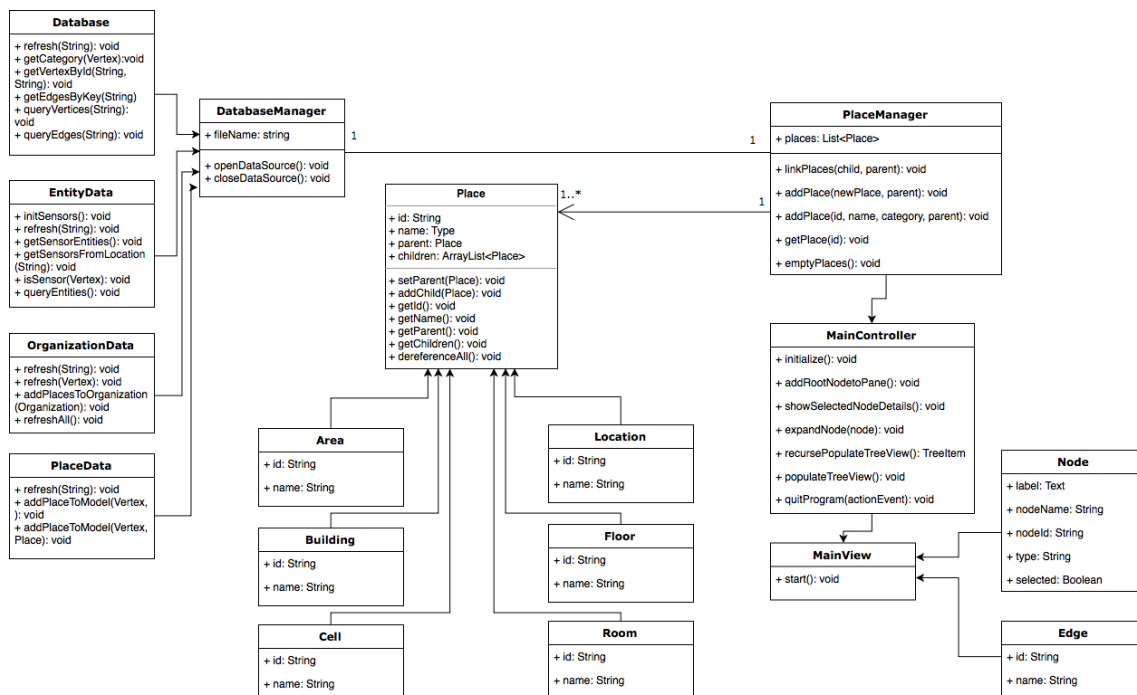 Database
+ refresh(String): void
+ getCategory(Vertex):void
+ getVertexById(String,
String): void
+ getEdgesByKey(String)
+ queryVertices(String):
void
+ queryEdges(String): void
DatabaseManager
+ fileName: string
+ openDataSource(): void
+ closeDataSource(): void
1
1
PlaceManager
+ places: List<Place>
+ linkPlaces(child, parent): void
+ addPlace(newPlace, parent): void
+ addPlace(id, name, category, parent): void
+ getPlace(id): void
+ emptyPlaces(): void
EntityData
+ initSensors(): void
+ refresh(String): void
+ getSensorEntities(): void
+ getSensorsFromLocation
(String): void
+ isSensor(Vertex): void
+ queryEntities(): void
Place
+ id: String
+ name: Type
+ parent: Place
+ children: ArrayList<Place>
+ setParent(Place): void
+ addChild(Place): void
+ getId(): void
+ getName(): void
+ getParent(): void
+ getChildren(): void
+ dereferenceAll(): void
1..*
1
OrganizationData
+ refresh(String): void
+ refresh(Vertex): void
+ addPlacesToOrganization
(Organization): void
+ refreshAll(): void
MainController
+ initialize(): void
+ addRootNodetoPane(): void
+ showSelectedNodeDetails(): void
+ expandNode(node): void
+ recursePopulateTreeView(): TreeItem
+ populateTreeView(): void
+ quitProgram(actionEvent): void
PlaceData
+ refresh(String): void
+ addPlaceToModel(Vertex,
): void
+ addPlaceToModel(Vertex,
Place): void
Area
+ id: String
+ name: String
Location
+ id: String
+ name: String
Node
+ label: Text
+ nodeName: String
+ nodeId: String
+ type: String
+ selected: Boolean
Building
+ id: String
+ name: String
Floor
+ id: String
+ name: String
MainView
+ start(): void
Cell
+ id: String
+ name: String
Room
+ id: String
+ name: String
Edge
+ id: String
+ name: String